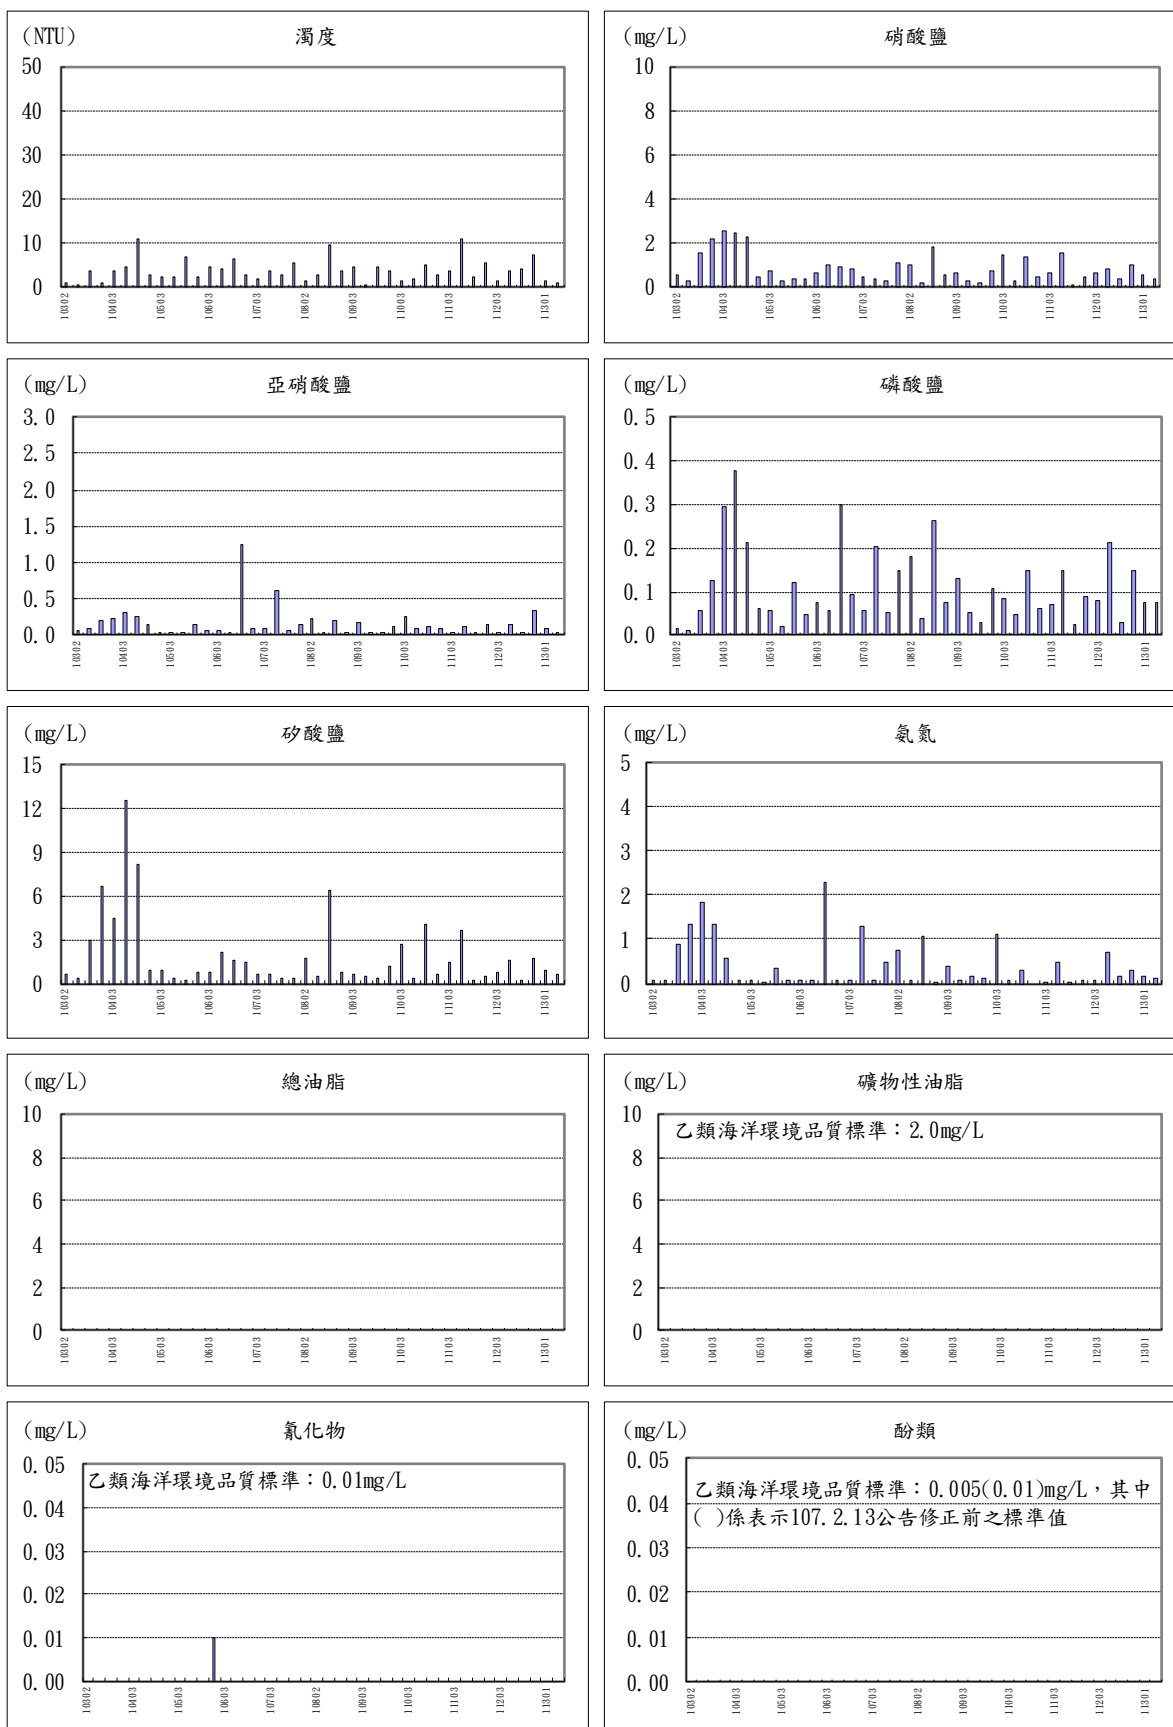 (NTU) 濁度
50
40
30
20
10
0
10302 10403 10503 10603 10703 10802 10903 11003 11103 11203 11301
(mg/L) 硝酸鹽
10
8
6
4
2
0
10302 10403 10503 10603 10703 10802 10903 11003 11103 11203 11301
(mg/L) 亞硝酸鹽
3.0
2.5
2.0
1.5
1.0
0.5
0.0
10302 10403 10503 10603 10703 10802 10903 11003 11103 11203 11301
(mg/L) 磷酸鹽
0.5
0.4
0.3
0.2
0.1
0.0
10302 10403 10503 10603 10703 10802 10903 11003 11103 11203 11301
(mg/L) 矽酸鹽
15
12
9
6
3
0
10302 10403 10503 10603 10703 10802 10903 11003 11103 11203 11301
(mg/L) 氨氮
5
4
3
2
1
0
10302 10403 10503 10603 10703 10802 10903 11003 11103 11203 11301
(mg/L) 總油脂
10
8
6
4
2
0
10302 10403 10503 10603 10703 10802 10903 11003 11103 11203 11301
(mg/L) 礦物性油脂
乙類海洋環境品質標準：2.0mg/L
10
8
6
4
2
0
10302 10403 10503 10603 10703 10802 10903 11003 11103 11203 11301
(mg/L) 氰化物
乙類海洋環境品質標準：0.01mg/L
0.05
0.04
0.03
0.02
0.01
0.00
10302 10403 10503 10603 10703 10802 10903 11003 11103 11203 11301
(mg/L) 酚類
乙類海洋環境品質標準：0.005(0.01)mg/L，其中
( )係表示107.2.13公告修正前之標準值
0.05
0.04
0.03
0.02
0.01
0.00
10302 10403 10503 10603 10703 10802 10903 11003 11103 11203 11301